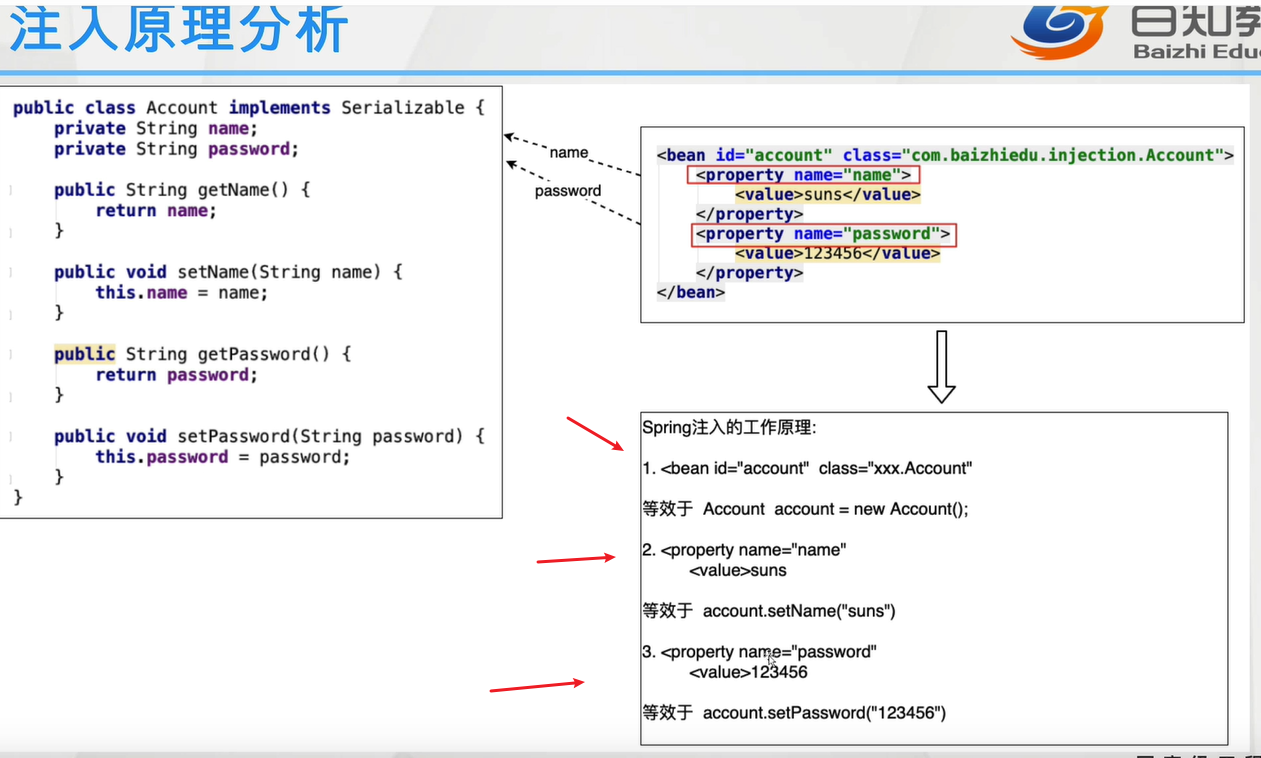 注入原理分析
Baizhi Edu
public class Account implements Serializable {
private String name;
private String password;
public String getName() {
return name;
}
public void setName(String name) {
this.name = name;
}
public String getPassword() {
return password;
}
public void setPassword(String password) {
this.password = password;
}
}
name
password
<bean id="account" class="com.baizhiedu.injection.Account">
<property name="name">
<value>suns</value>
</property>
<property name="password">
<value>123456</value>
</property>
</bean>
Spring注入的工作原理:
1. <bean id="account" class="xxx.Account"
等效于 Account account = new Account();
2. <property name="name"
<value>suns
等效于 account.setName("suns")
3. <property name="password"
<value>123456
等效于 account.setPassword("123456")